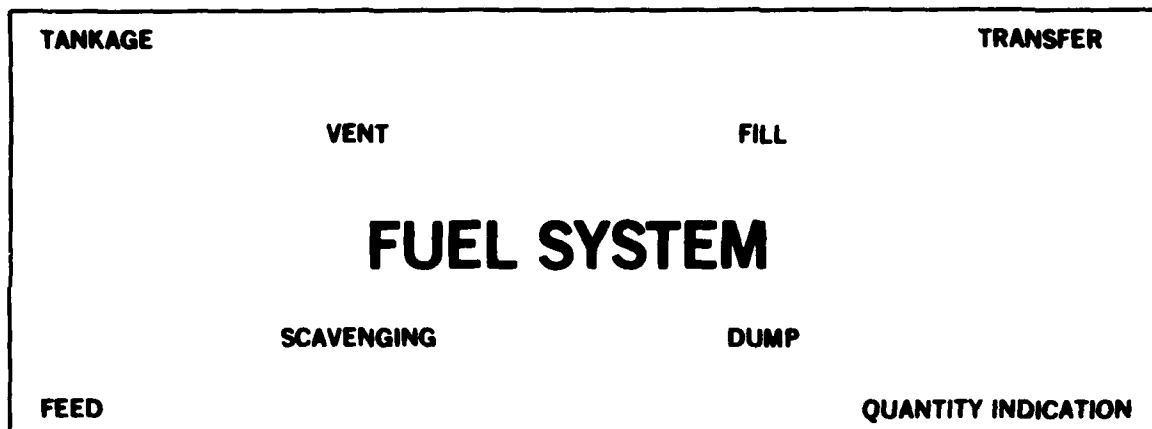 TANKAGE TRANSFER
VENT FILL
FUEL SYSTEM
SCAVENGING DUMP
FEED QUANTITY INDICATION